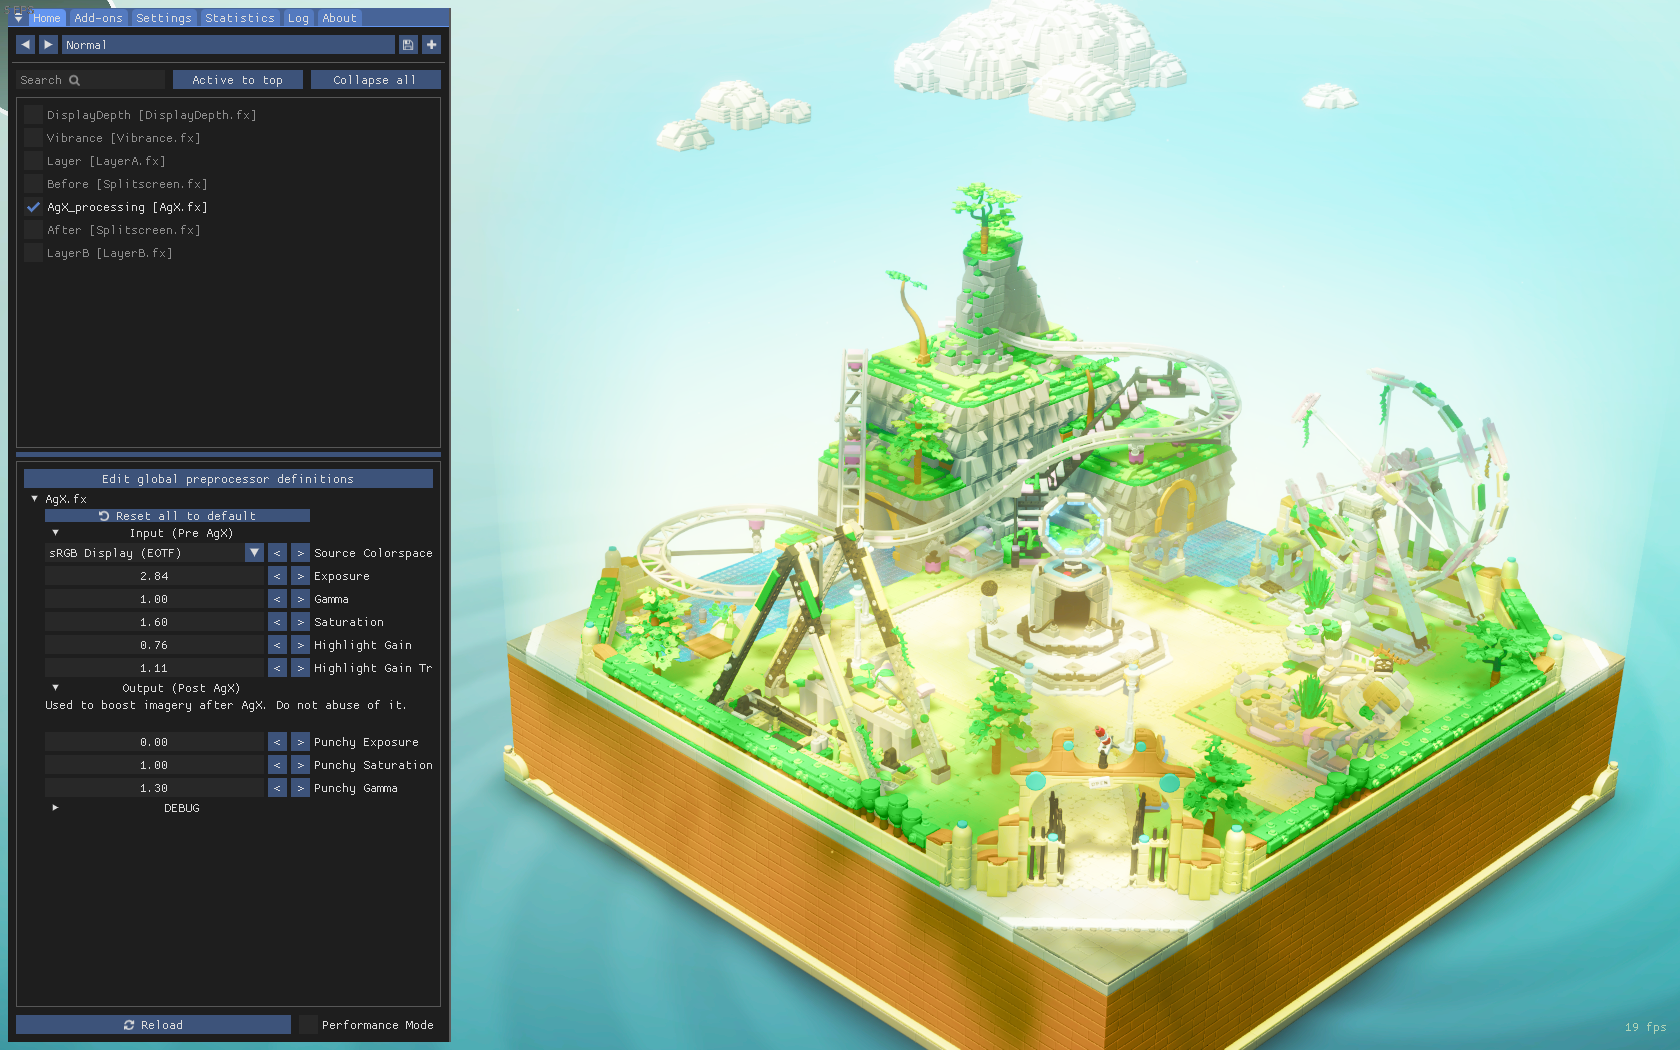 Home Add-ons Settings Statistics Log About
Normal
Search Active to top Collapse all
DisplayDepth [DisplayDepth.fx]
Vibrance [Vibrance.fx]
Layer [LayerA.fx]
Before [Splitscreen.fx]
AgX_processing [AgX.fx]
After [Splitscreen.fx]
LayerB [LayerB.fx]
Edit global preprocessor definitions
AgX.fx
Reset all to default
Input (Pre AgX)
sRGB Display (EOTF) < > Source Colorspace
2.84 < > Exposure
1.00 < > Gamma
1.60 < > Saturation
0.76 < > Highlight Gain
1.11 < > Highlight Gain Tr
Output (Post AgX)
Used to boost imagery after AgX. Do not abuse of it.
0.00 < > Punchy Exposure
1.00 < > Punchy Saturation
1.30 < > Punchy Gamma
DEBUG
Reload Performance Mode
19 fps